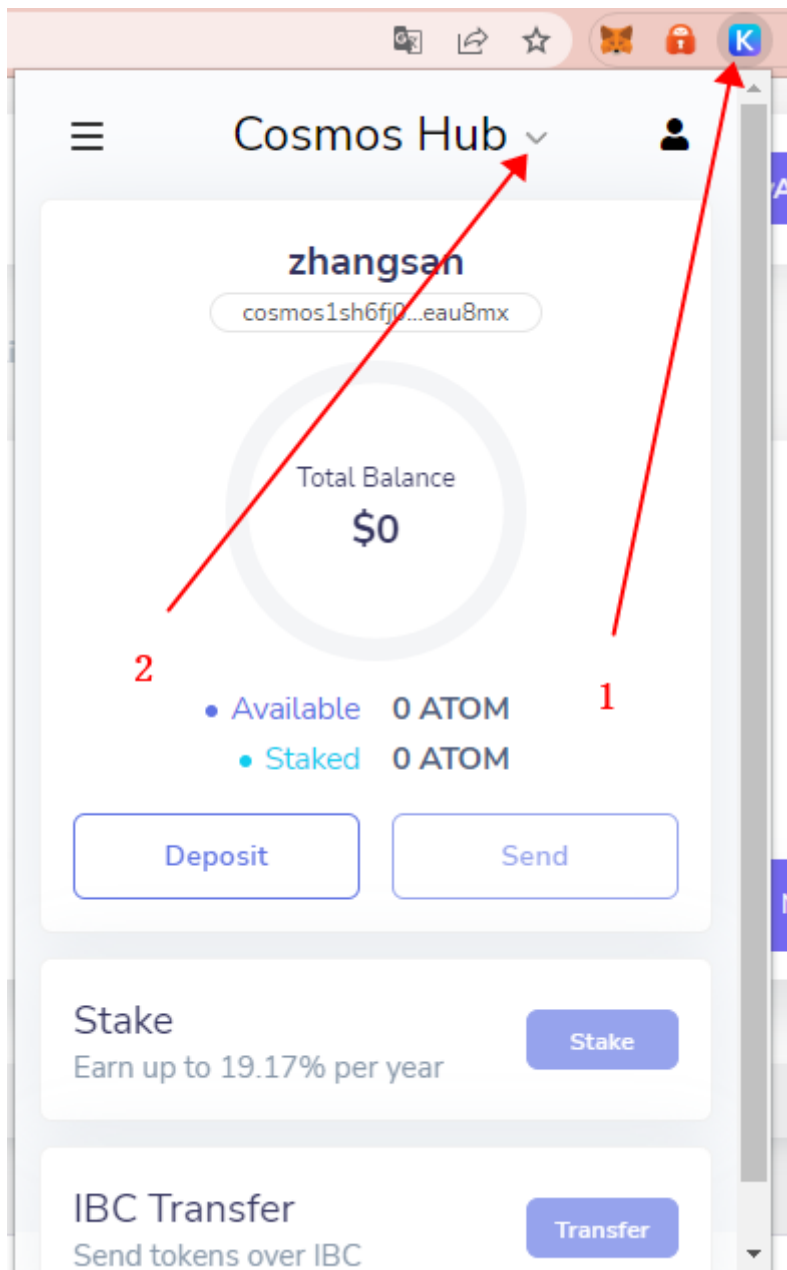 K
Cosmos Hub
zhangsan
cosmos1sh6fj0...eau8mx
Total Balance
$0
2
1
Available 0 ATOM
Staked 0 ATOM
Deposit Send
Stake
Earn up to 19.17% per year
Stake
IBC Transfer
Send tokens over IBC
Transfer